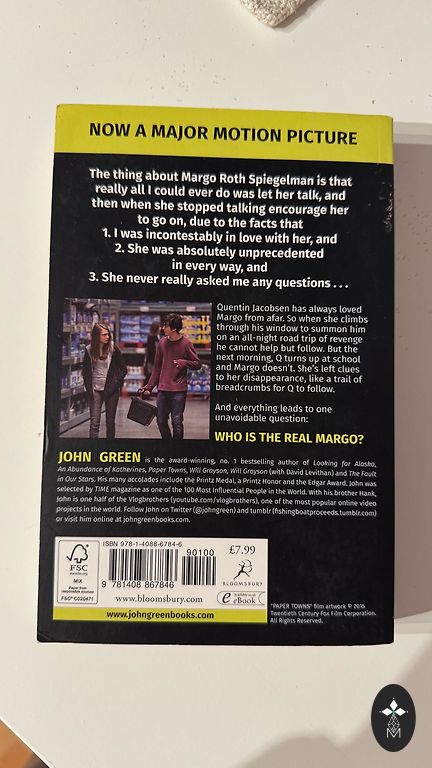 NOW A MAJOR MOTION PICTURE
The thing about Margo Roth Spiegelman is that
really all I could ever do was let her talk, and
then when she stopped talking encourage her
to go on, due to the facts that
1. I was incontestably in love with her, and
2. She was absolutely unprecedented
in every way, and
3. She never really asked me any questions . . .
Quentin Jacobsen has always loved
Margo from afar. So when she climbs
through his window to summon him
on an all-night road trip of revenge
he cannot help but follow. But the
next morning, Q turns up at school
and Margo doesn't. She's left clues
to her disappearance, like a trail of
breadcrumbs for Q to follow.
And everything leads to one
unavoidable question:
WHO IS THE REAL MARGO?
JOHN GREEN is the award-winning, no. 1 bestselling author of Looking for Alaska,
An Abundance of Katherines, Paper Towns, Will Grayson, Will Grayson (with David Levithan) and The Fault
in Our Stars. His many accolades include the Printz Medal, a Printz Honor and the Edgar Award. John was
selected by TIME magazine as one of the 100 Most Influential People in the World. With his brother Hank,
John is one half of the Vlogbrothers (youtube.com/vlogbrothers), one of the most popular online video
projects in the world. Follow John on Twitter (@johngreen) and tumblr (fishingboatproceeds.tumblr.com)
or visit him online at johngreenbooks.com.
FSC
www.fsc.org
MIX
Paper from
responsible sources
FSC® C020471
ISBN 978-1-4088-6784-6
90100
9 781408 867846
£7.99
BLOOMSBURY
www.bloomsbury.com
Available as an
eBook
www.johngreenbooks.com
"PAPER TOWNS" film artwork © 2015
Twentieth Century Fox Film Corporation.
All Rights Reserved.
M